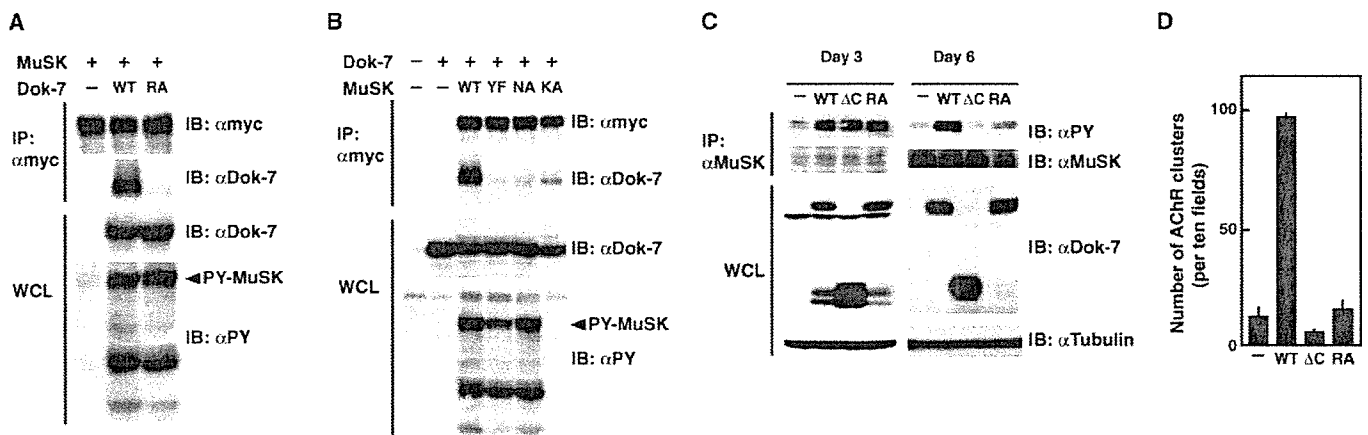 A
MuSK + + +
Dok-7 – WT RA
IP: αmyc
IB: αmyc
IB: αDok-7
WCL
IB: αDok-7
PY-MuSK
IB: αPY
B
Dok-7 – + + + + +
MuSK – – WT YF NA KA
IP: αmyc
IB: αmyc
IB: αDok-7
WCL
IB: αDok-7
PY-MuSK
IB: αPY
C
Day 3 Day 6
– WT ΔC RA – WT ΔC RA
IP: αMuSK
IB: αPY
IB: αMuSK
WCL
IB: αDok-7
IB: αTubulin
D
Number of AChR clusters
(per ten fields)
100
50
0
– WT ΔC RA